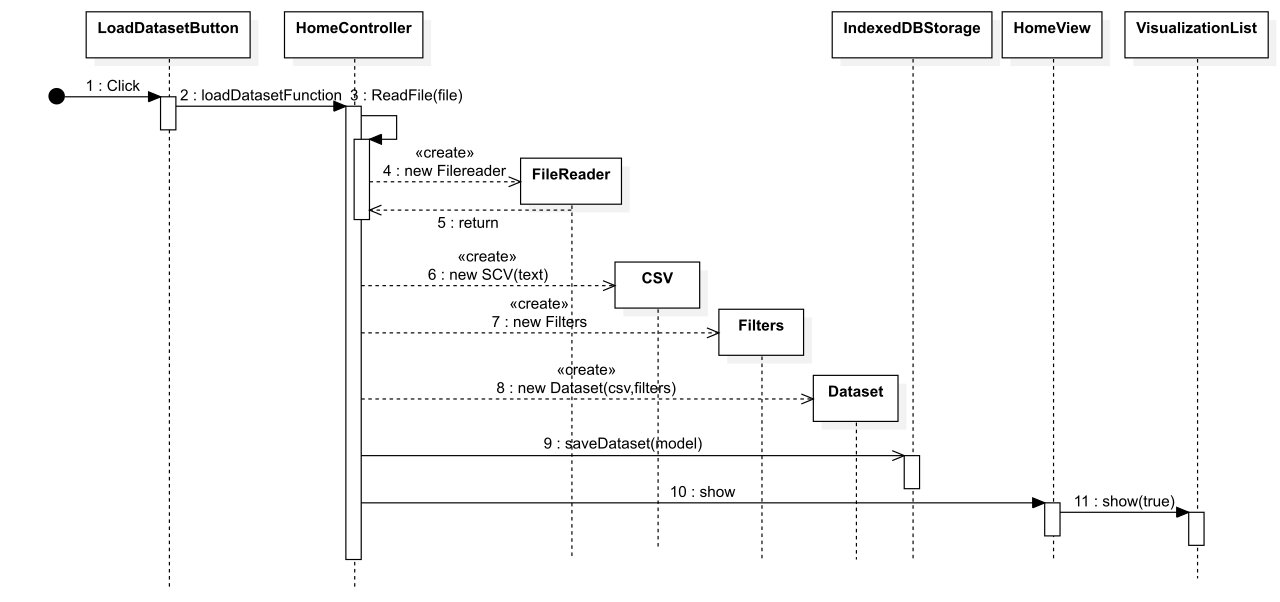 LoadDatasetButton
HomeController
IndexedDBStorage
HomeView
VisualizationList
1 : Click
2 : loadDatasetFunction
3 : ReadFile(file)
«create»
4 : new Filereader
FileReader
5 : return
«create»
6 : new SCV(text)
CSV
«create»
7 : new Filters
Filters
«create»
8 : new Dataset(csv,filters)
Dataset
9 : saveDataset(model)
10 : show
11 : show(true)